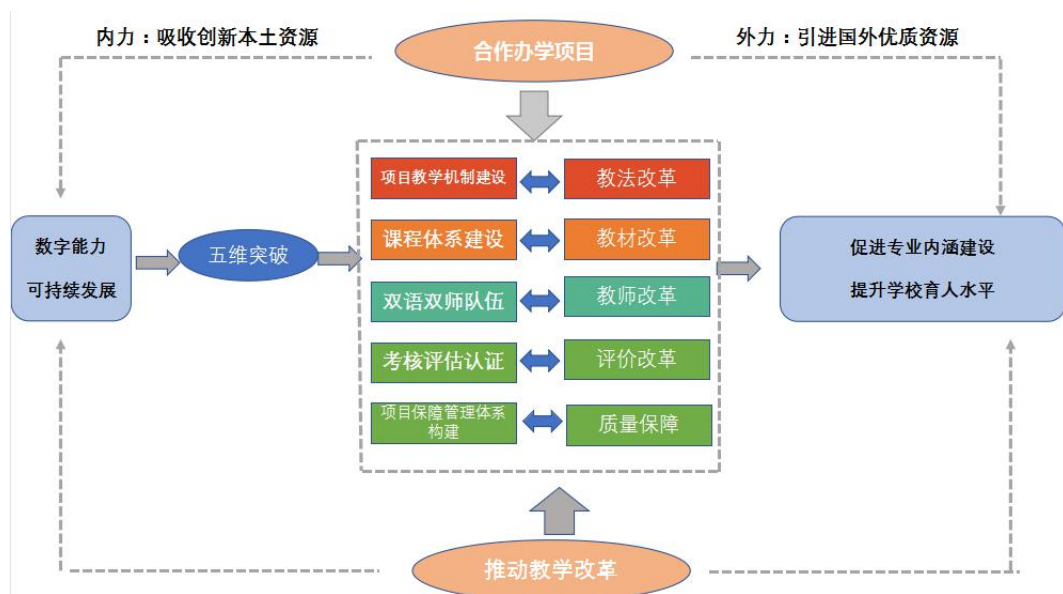 内力：吸收创新本土资源
合作办学项目
外力：引进国外优质资源
项目教学机制建设
教法改革
数字能力
可持续发展
五维突破
课程体系建设
教材改革
双语双师队伍
教师改革
考核评估认证
评价改革
项目保障管理体系
构建
质量保障
促进专业内涵建设
提升学校育人水平
推动教学改革